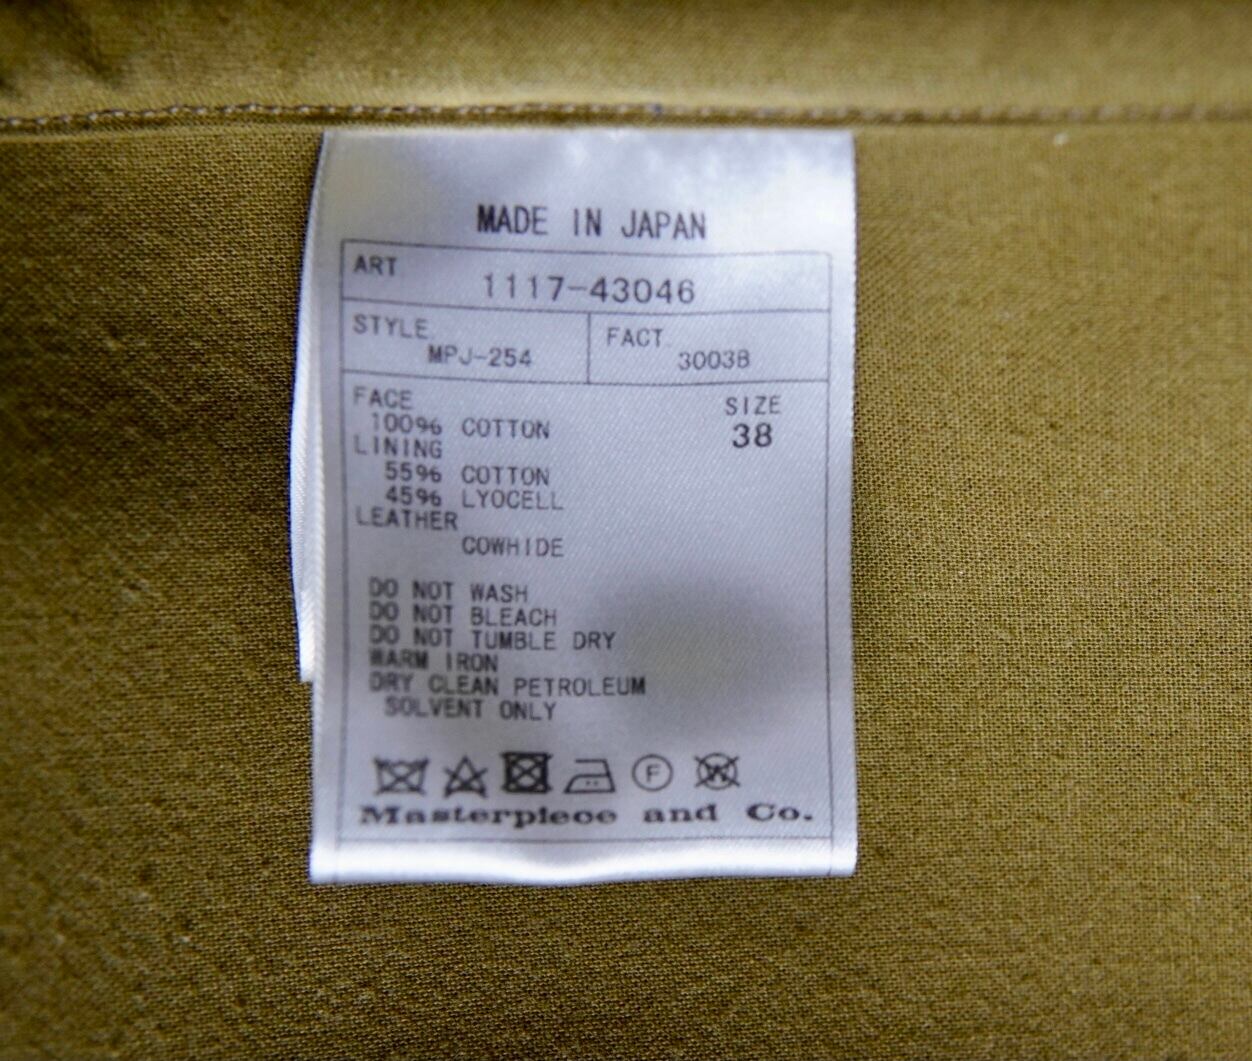 MADE IN JAPAN
ART
1117-43046
STYLE
MPJ-254
FACT
3003B
FACE
100% COTTON
LINING
55% COTTON
45% LYOCELL
LEATHER
COWHIDE
SIZE
38
DO NOT WASH
DO NOT BLEACH
DO NOT TUMBLE DRY
WARM IRON
DRY CLEAN PETROLEUM
SOLVENT ONLY
F W
Masterpiece and Co.